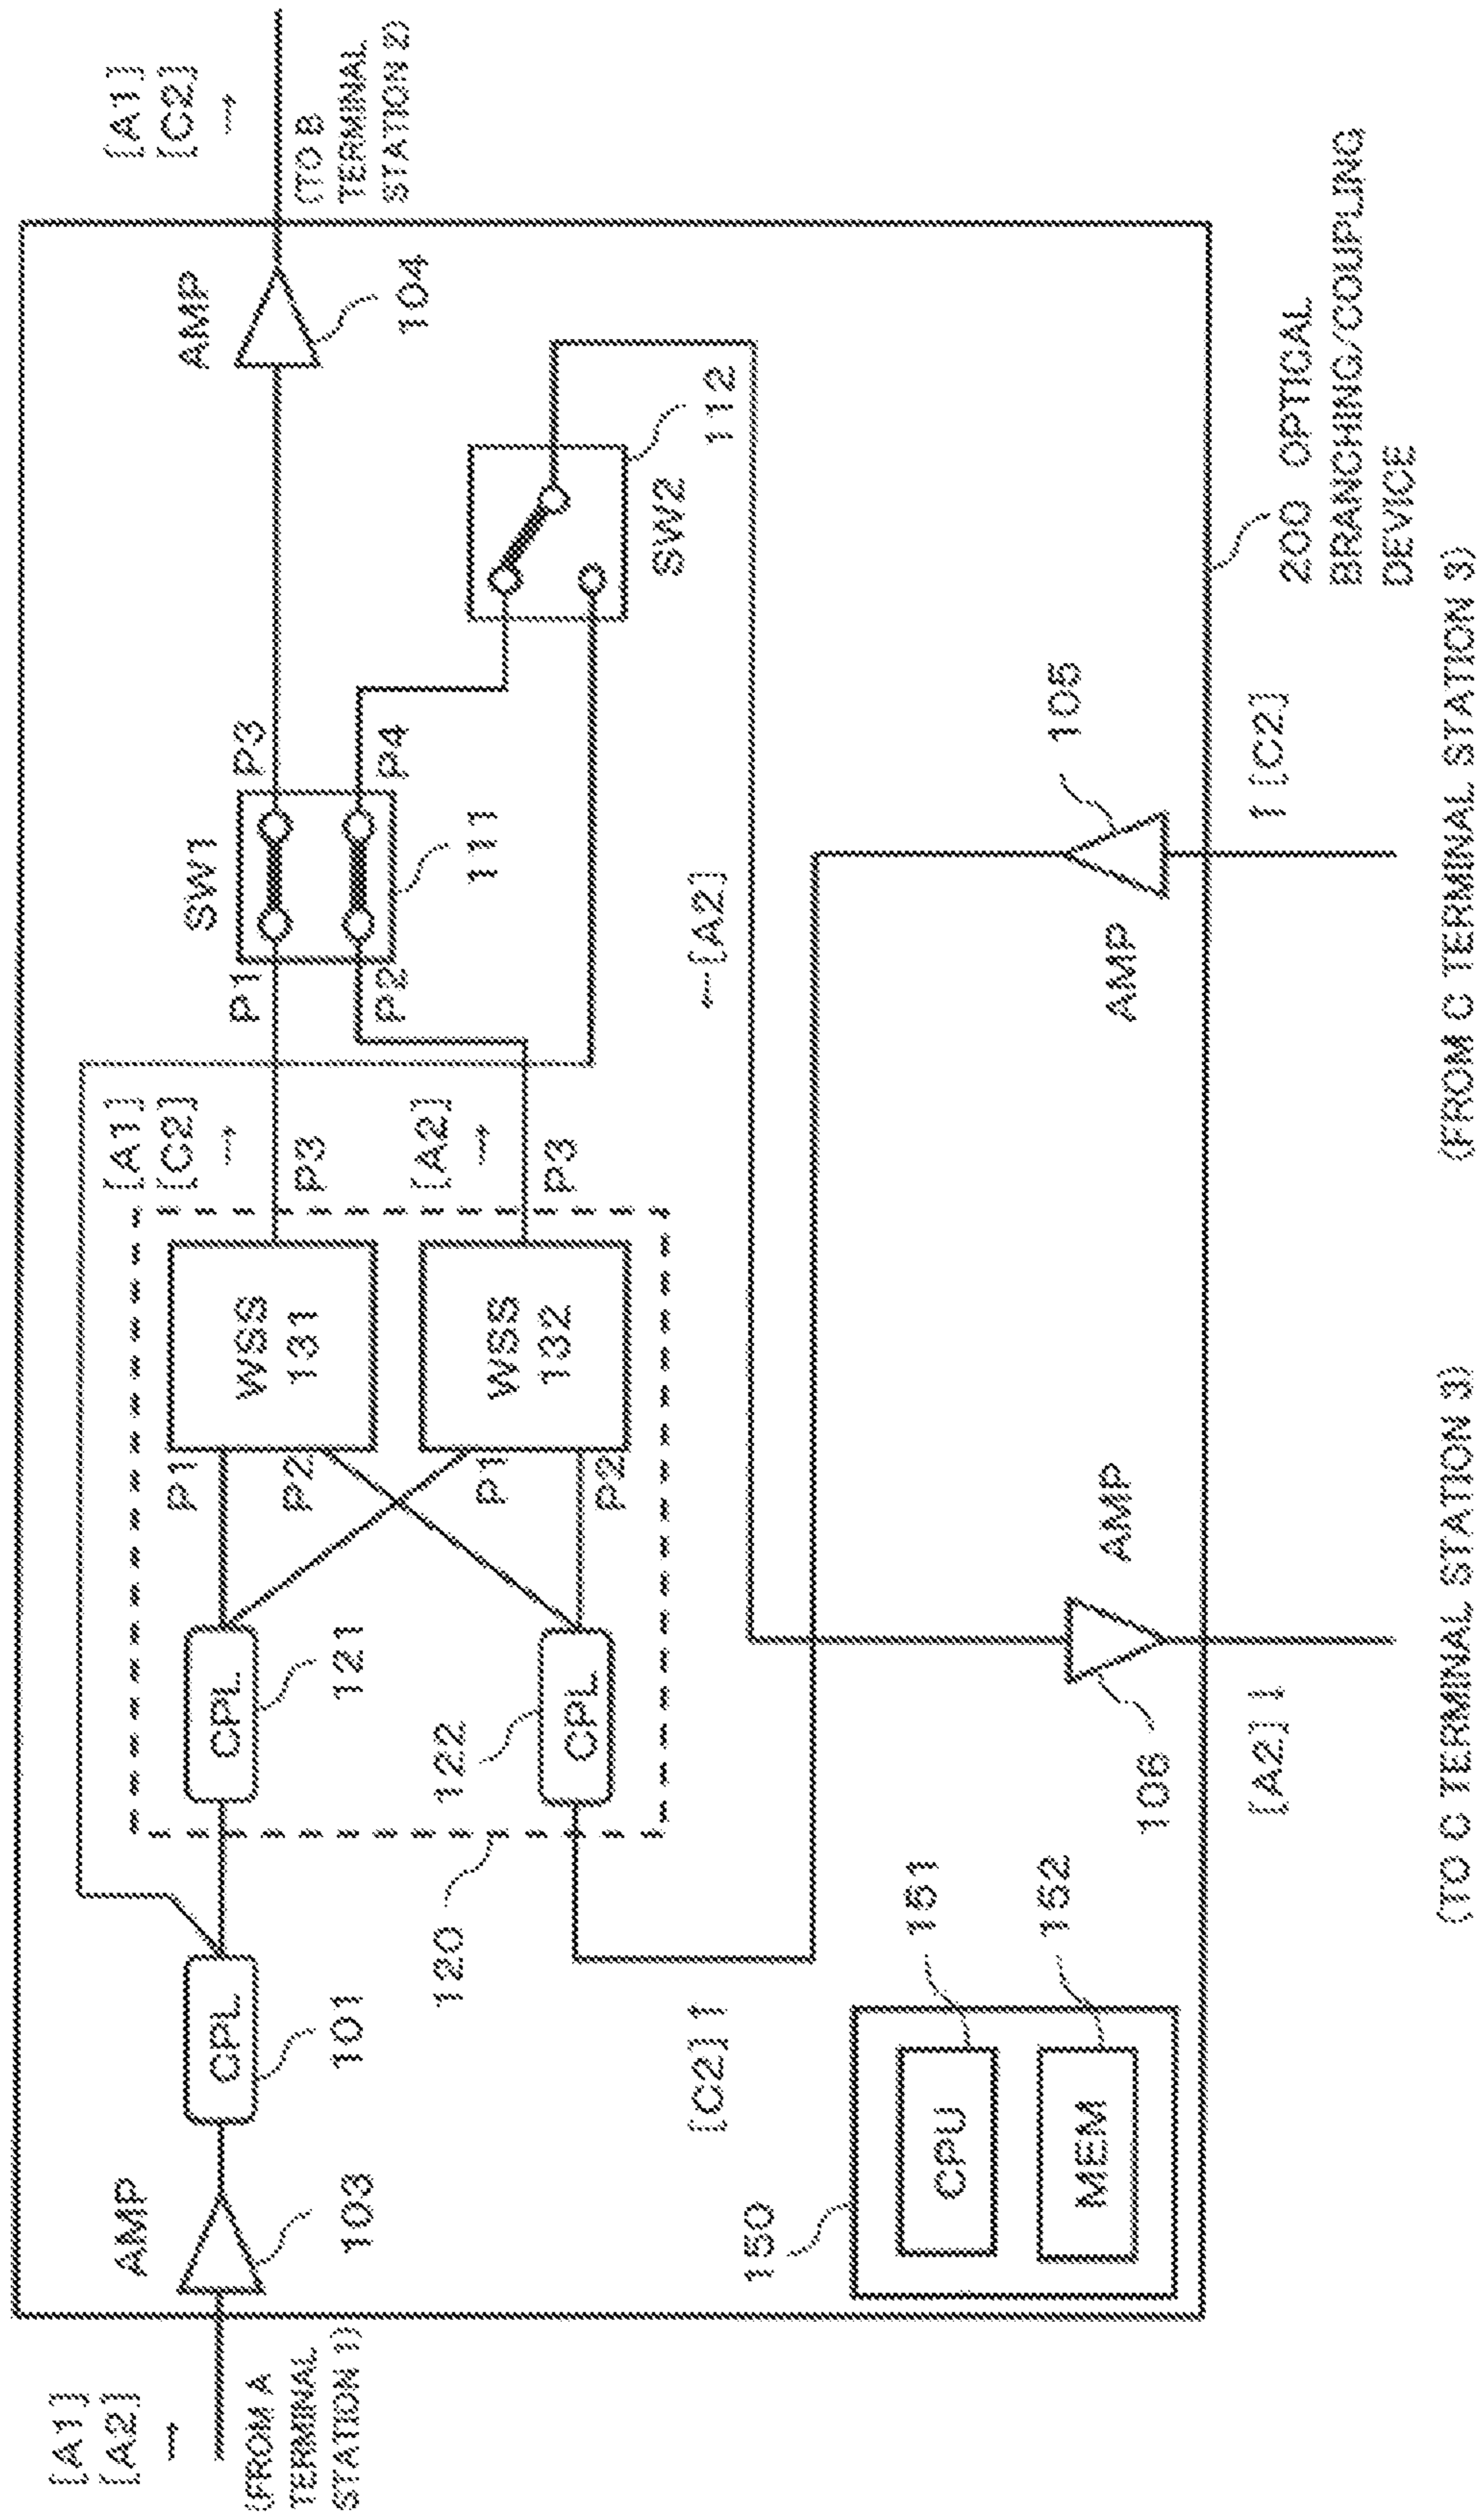 [A1]
[A2]
→
(FROM A
TERMINAL
STATION 1)
AMP
103
CPL
101
CPL
121
122
CPL
120
P1
P2
P1
P2
WSS
131
WSS
132
[A1]
[C2]
→
P3
[A2]
→
P3
P1
P2
SW1
P3
P4
111
SW2
112
AMP
104
[A1]
[C2]
→
(TO B
TERMINAL
STATION 2)
[C2]↑
←[A2]
150
CPU
151
MEM
152
106
AMP
[A2]↓
(TO C TERMINAL STATION 3)
AMP
105
↑[C2]
(FROM C TERMINAL STATION 3)
200 OPTICAL
BRANCHING/COUPLING
DEVICE